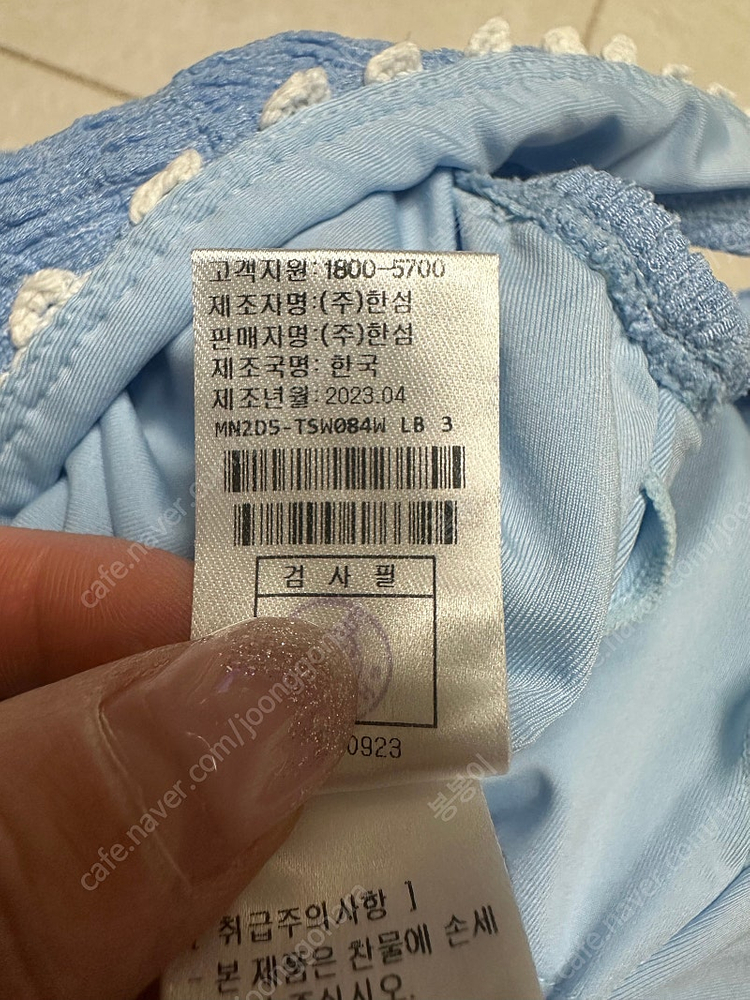 고객지원:1800-5700
제조자명:(주)한섬
판매자명:(주)한섬
제조국명: 한국
제조년월: 2023.04
MN2D5-TSW084W LB 3
검 사 필
0923
취급주의사항 ]
- 본 제품은 찬물에 손세
cafe.naver.com/joonggonara
봉봉이